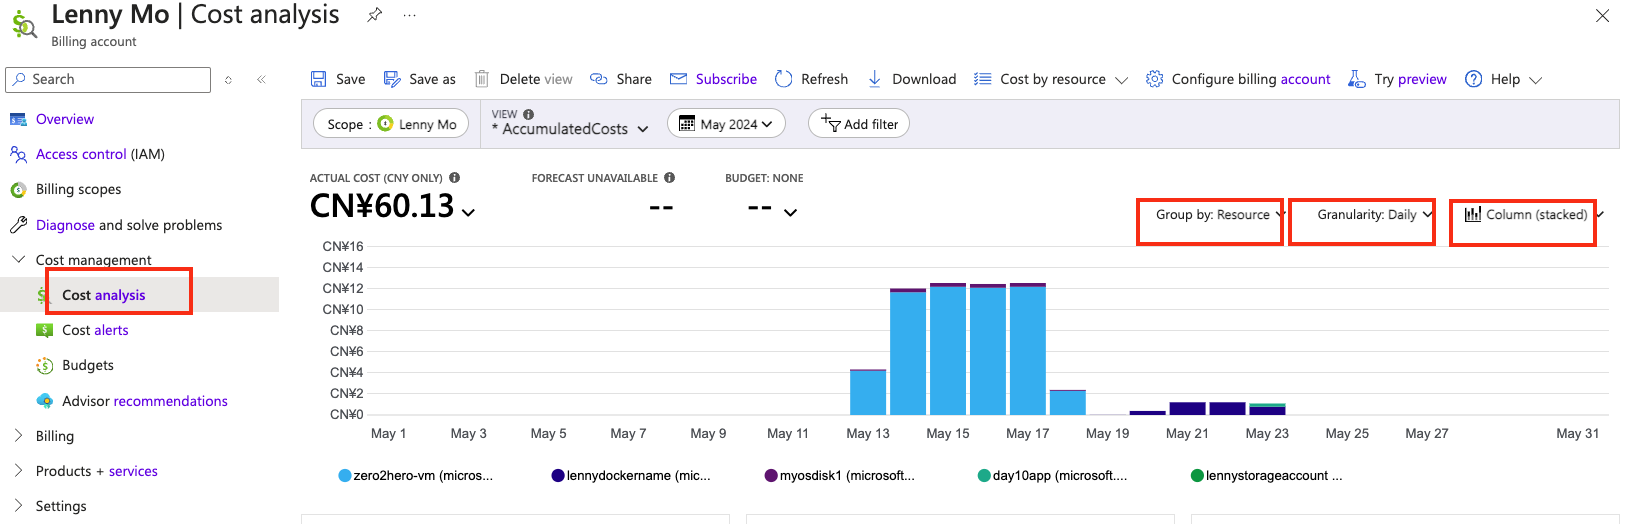 Lenny Mo | Cost analysis
Billing account
Search
Overview
Access control (IAM)
Billing scopes
Diagnose and solve problems
Cost management
Cost analysis
Cost alerts
Budgets
Advisor recommendations
Billing
Products + services
Settings
Save
Save as
Delete view
Share
Subscribe
Refresh
Download
Cost by resource
Configure billing account
Try preview
Help
Scope : Lenny Mo
VIEW
* AccumulatedCosts
May 2024
Add filter
ACTUAL COST (CNY ONLY)
CN¥60.13
FORECAST UNAVAILABLE
--
BUDGET: NONE
--
Group by: Resource
Granularity: Daily
Column (stacked)
CN¥16
CN¥14
CN¥12
CN¥10
CN¥8
CN¥6
CN¥4
CN¥2
CN¥0
May 1 May 3 May 5 May 7 May 9 May 11 May 13 May 15 May 17 May 19 May 21 May 23 May 25 May 27 May 31
zero2hero-vm (micros...
lennydockername (mic...
myosdisk1 (microsoft...
day10app (microsoft....
lennystorageaccount ...